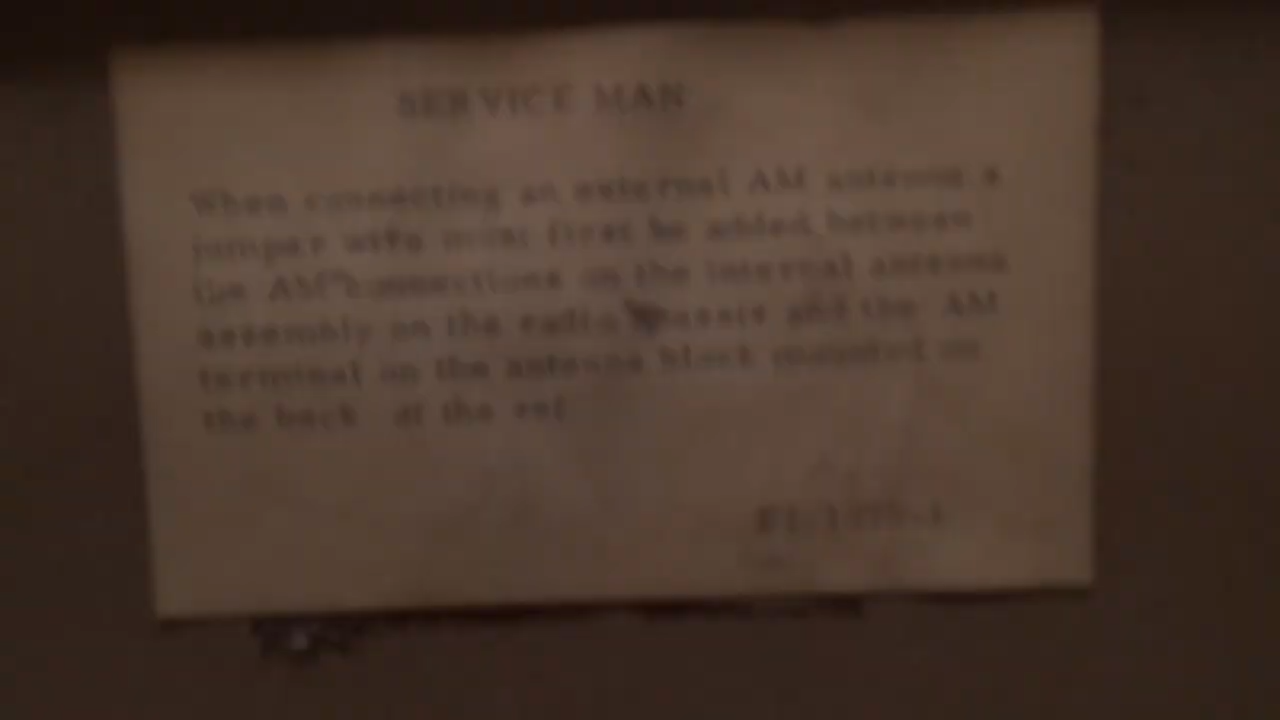 SERVICE MAN
When connecting an external AM antenna a
jumper wire must first be added between
the AM connections on the internal antenna
assembly on the radio chassis and the AM
terminal on the antenna block mounted on
the back of the set